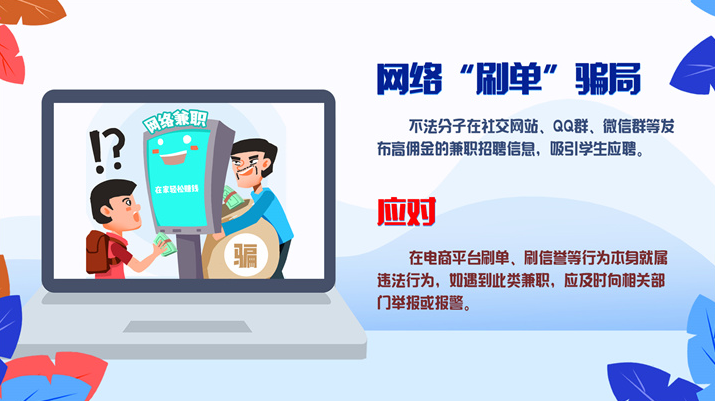 网络“刷单”骗局
不法分子在社交网站、QQ群、微信群等发
布高佣金的兼职招聘信息，吸引学生应聘。
应对
在电商平台刷单、刷信誉等行为本身就属
违法行为，如遇到此类兼职，应及时向相关部
门举报或报警。
!?
网络兼职
在家轻松赚钱
骗